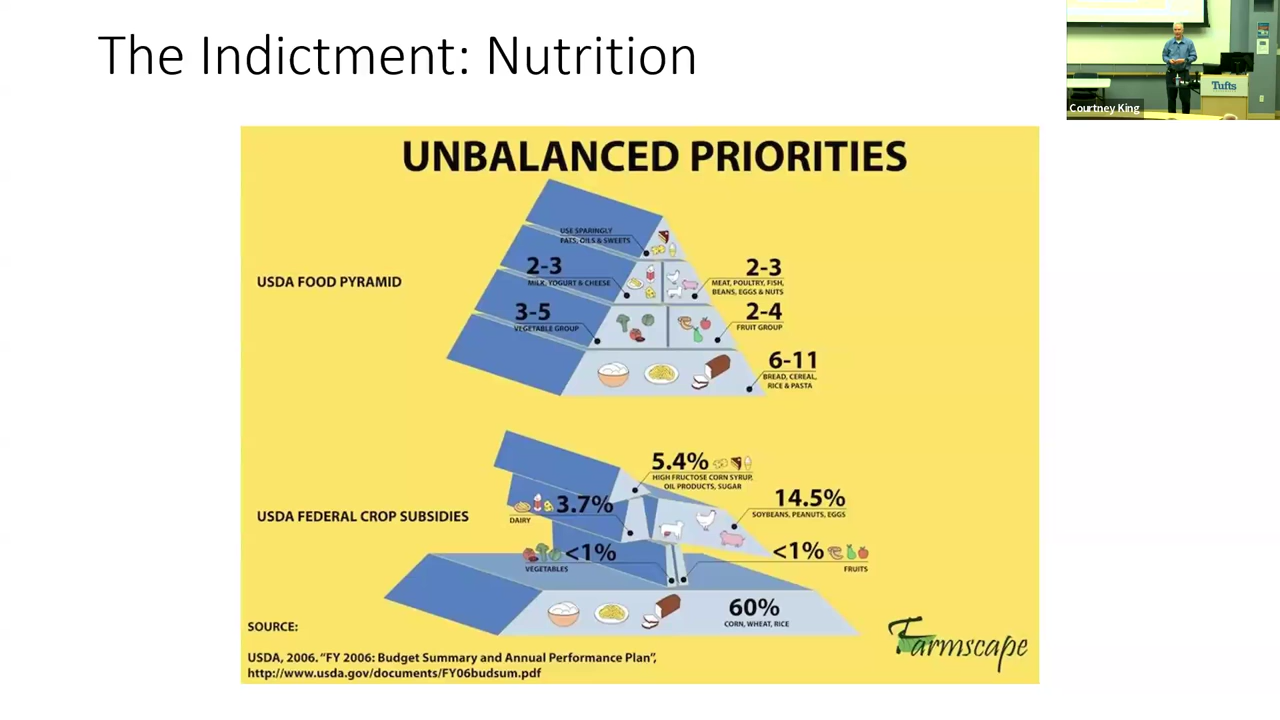 The Indictment: Nutrition
Tufts
Courtney King
UNBALANCED PRIORITIES
USDA FOOD PYRAMID
USE SPARINGLY
FATS, OILS & SWEETS
2-3
MILK, YOGURT & CHEESE
2-3
MEAT, POULTRY, FISH,
BEANS, EGGS & NUTS
3-5
VEGETABLE GROUP
2-4
FRUIT GROUP
6-11
BREAD, CEREAL,
RICE & PASTA
USDA FEDERAL CROP SUBSIDIES
5.4%
HIGH FRUCTOSE CORN SYRUP,
OIL PRODUCTS, SUGAR
3.7%
DAIRY
14.5%
SOYBEANS, PEANUTS, EGGS
<1%
VEGETABLES
<1%
FRUITS
60%
CORN, WHEAT, RICE
SOURCE:
USDA, 2006. "FY 2006: Budget Summary and Annual Performance Plan",
http://www.usda.gov/documents/FY06budsum.pdf
Farmscape